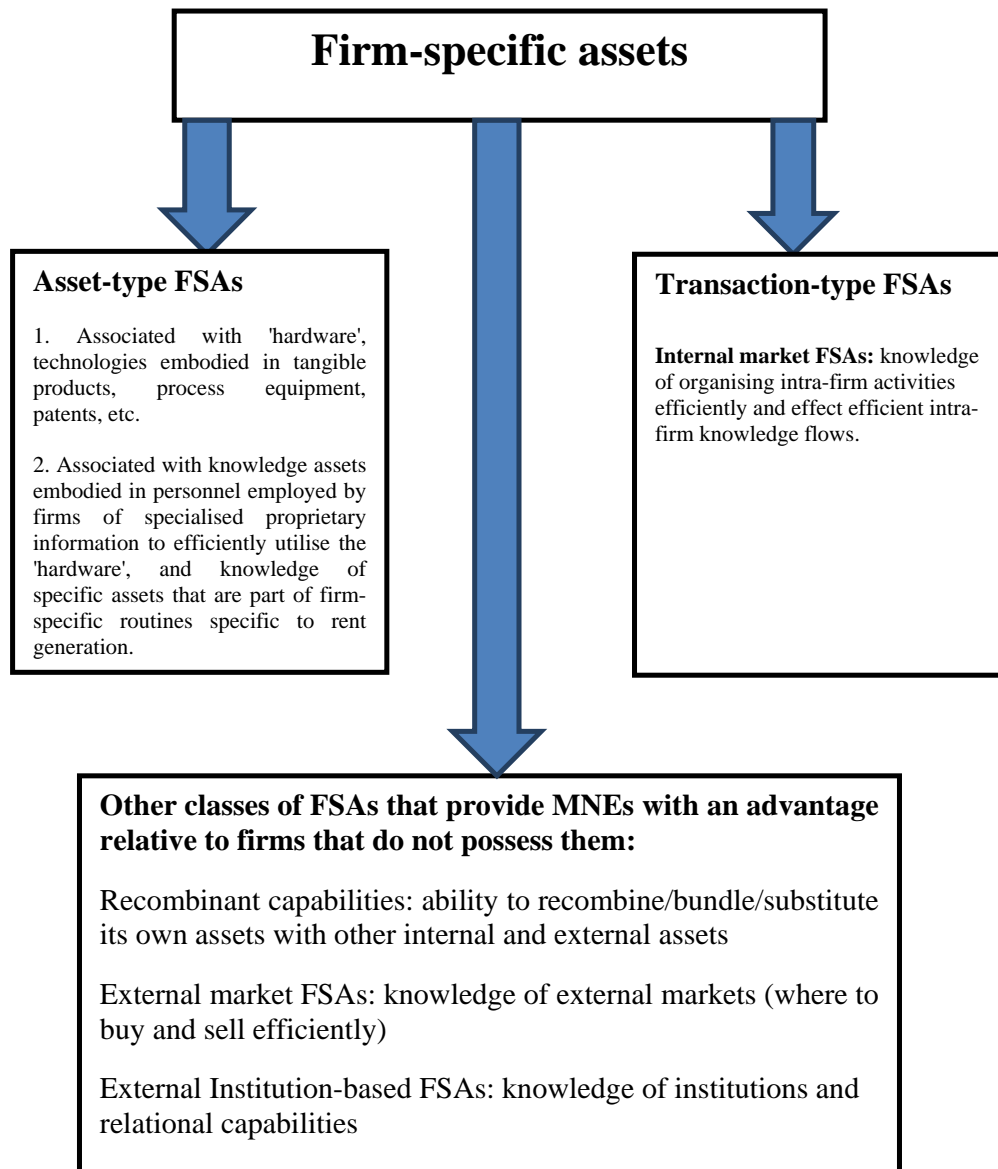 Firm-specific assets
Asset-type FSAs
1. Associated with 'hardware',
technologies embodied in tangible
products, process equipment,
patents, etc.
2. Associated with knowledge assets
embodied in personnel employed by
firms of specialised proprietary
information to efficiently utilise the
'hardware', and knowledge of
specific assets that are part of firm-
specific routines specific to rent
generation.
Transaction-type FSAs
Internal market FSAs: knowledge
of organising intra-firm activities
efficiently and effect efficient intra-
firm knowledge flows.
Other classes of FSAs that provide MNEs with an advantage
relative to firms that do not possess them:
Recombinant capabilities: ability to recombine/bundle/substitute
its own assets with other internal and external assets
External market FSAs: knowledge of external markets (where to
buy and sell efficiently)
External Institution-based FSAs: knowledge of institutions and
relational capabilities